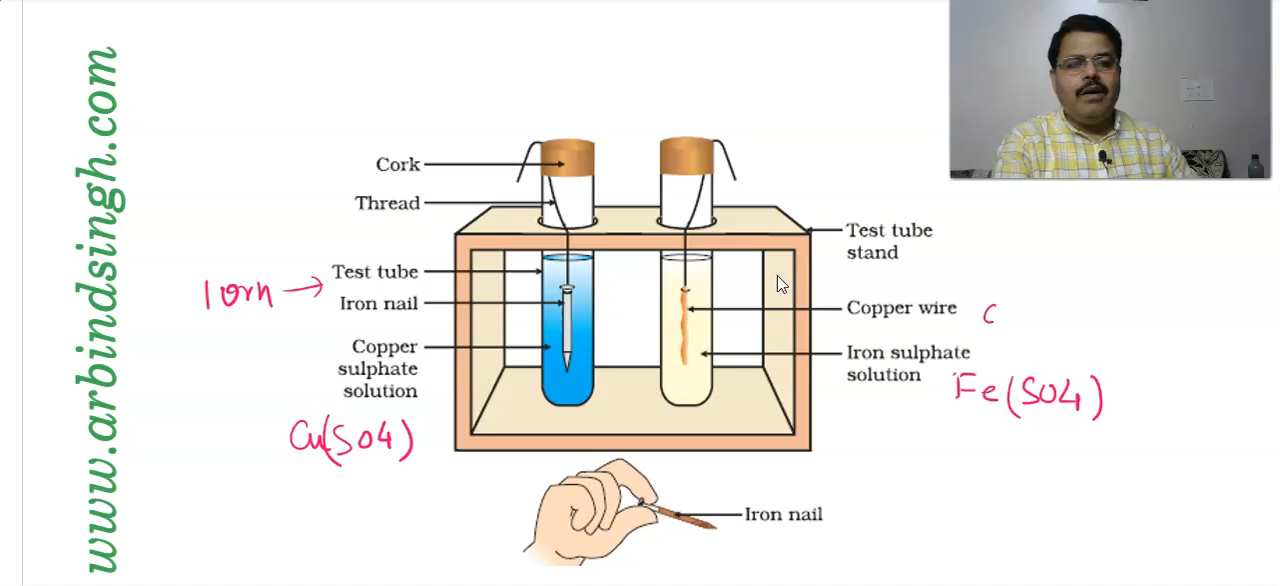 www.arbindsingh.com
Cork
Thread
Test tube
stand
Test tube
Iorn
Iron nail
Copper wire
C
Copper
sulphate
solution
Iron sulphate
solution
Fe(SO4)
Cu(SO4)
Iron nail